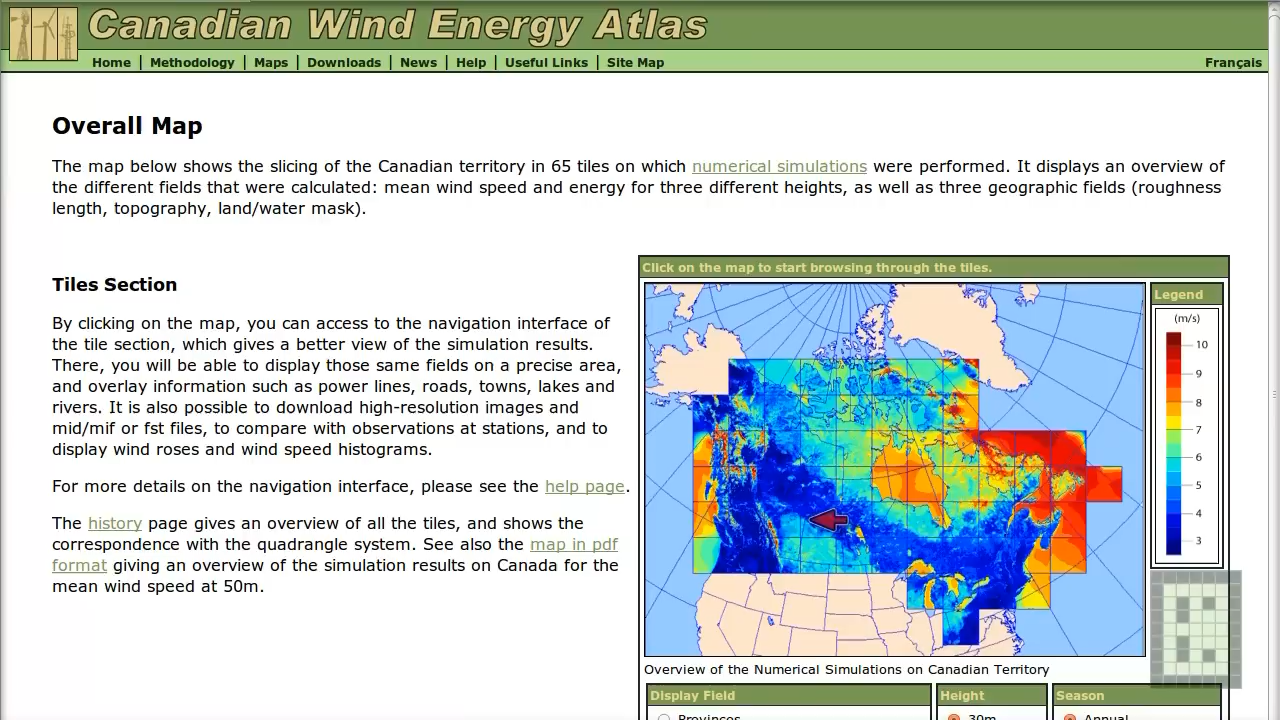 Canadian Wind Energy Atlas
Home | Methodology | Maps | Downloads | News | Help | Useful Links | Site Map Français
Overall Map
The map below shows the slicing of the Canadian territory in 65 tiles on which numerical simulations were performed. It displays an overview of
the different fields that were calculated: mean wind speed and energy for three different heights, as well as three geographic fields (roughness
length, topography, land/water mask).
Tiles Section
By clicking on the map, you can access to the navigation interface of
the tile section, which gives a better view of the simulation results.
There, you will be able to display those same fields on a precise area,
and overlay information such as power lines, roads, towns, lakes and
rivers. It is also possible to download high-resolution images and
mid/mif or fst files, to compare with observations at stations, and to
display wind roses and wind speed histograms.
For more details on the navigation interface, please see the help page.
The history page gives an overview of all the tiles, and shows the
correspondence with the quadrangle system. See also the map in pdf
format giving an overview of the simulation results on Canada for the
mean wind speed at 50m.
Click on the map to start browsing through the tiles.
Legend
(m/s)
10
9
8
7
6
5
4
3
Overview of the Numerical Simulations on Canadian Territory
Display Field
Height
Season
Provinces
30m
Annual